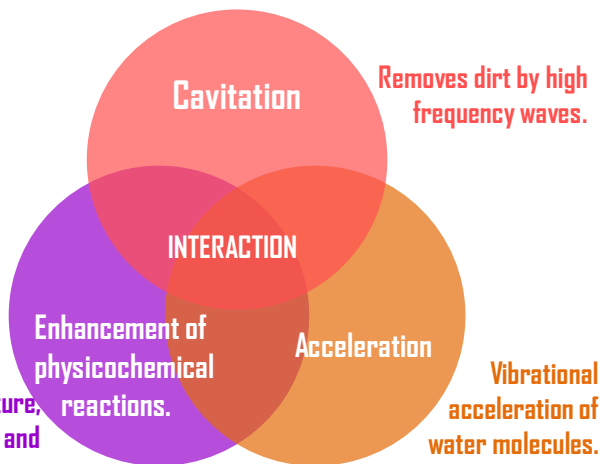 Cavitation
Removes dirt by high
frequency waves.
INTERACTION
Enhancement of
physicochemical
reactions.
Acceleration
and
Vibrational
acceleration of
water molecules.